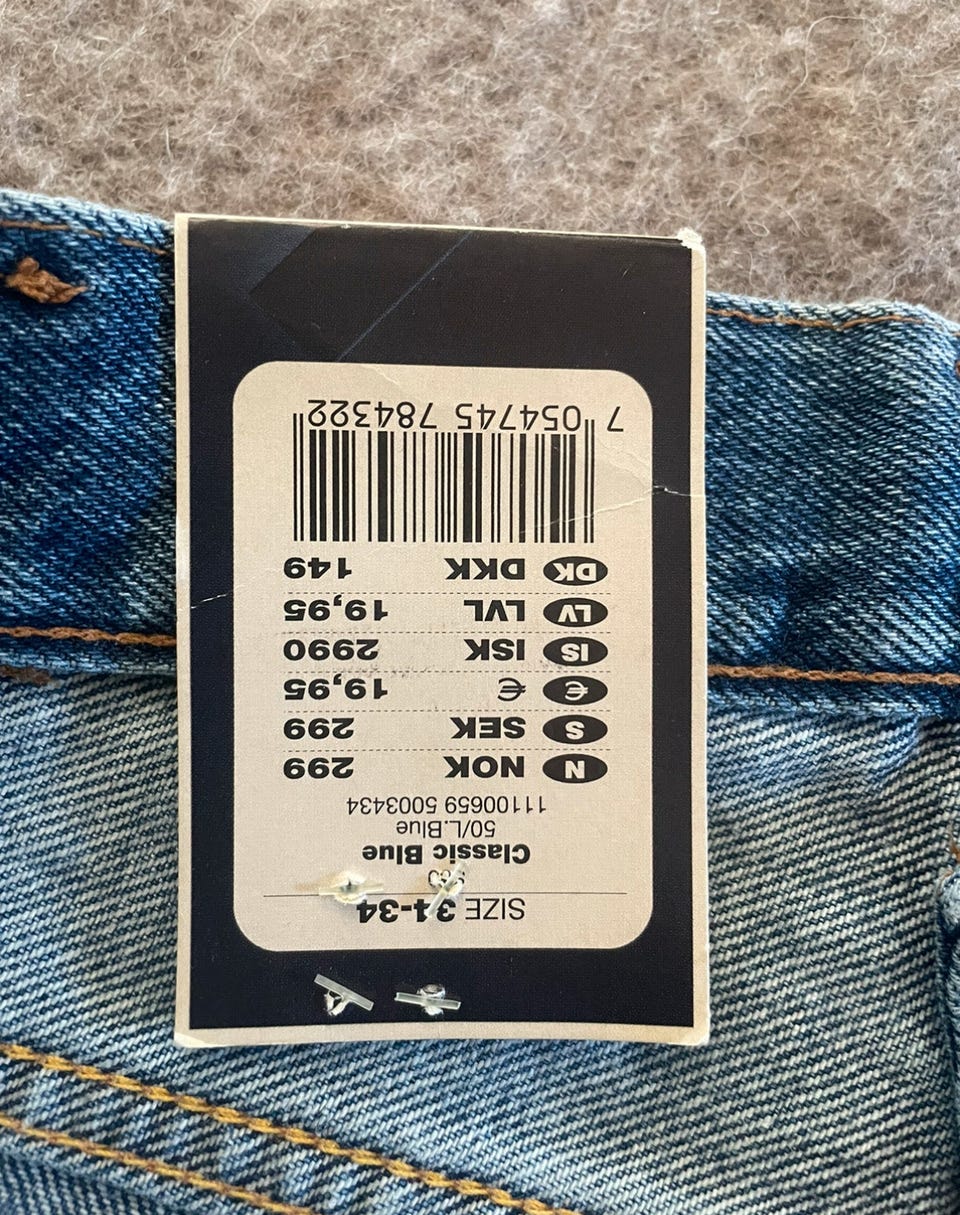 SIZE 34-34
Classic Blue
50/L.Blue
11100659 5003434
N NOK 299
S SEK 299
€ € 19,95
IS ISK 2990
LV LVL 19,95
DK DKK 149
7 054745 784322